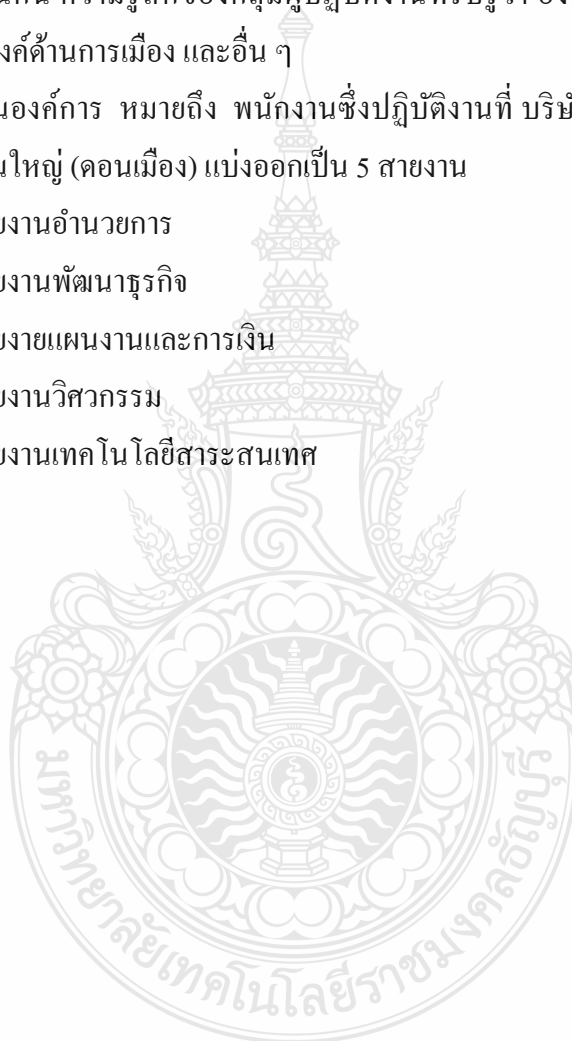 ความรู้สึกของกลุ่มผู้ปฏิบัติงานที่รับรู้ว่า
องค์ด้านการเมือง และอื่น ๆ
นองค์การ หมายถึง พนักงานซึ่งปฏิบัติงานที่ บริษั
นใหญ่ (ดอนเมือง) แบ่งออกเป็น 5 สายงาน
ยงานอำนวยการ
ยงานพัฒนาธุรกิจ
ยงายแผนงานและการเงิน
ยงานวิศวกรรม
ยงานเทคโนโลยีสาระสนเทศ
มหาวิทยาลัยเทคโนโลยีราชมงคลธัญบุรี